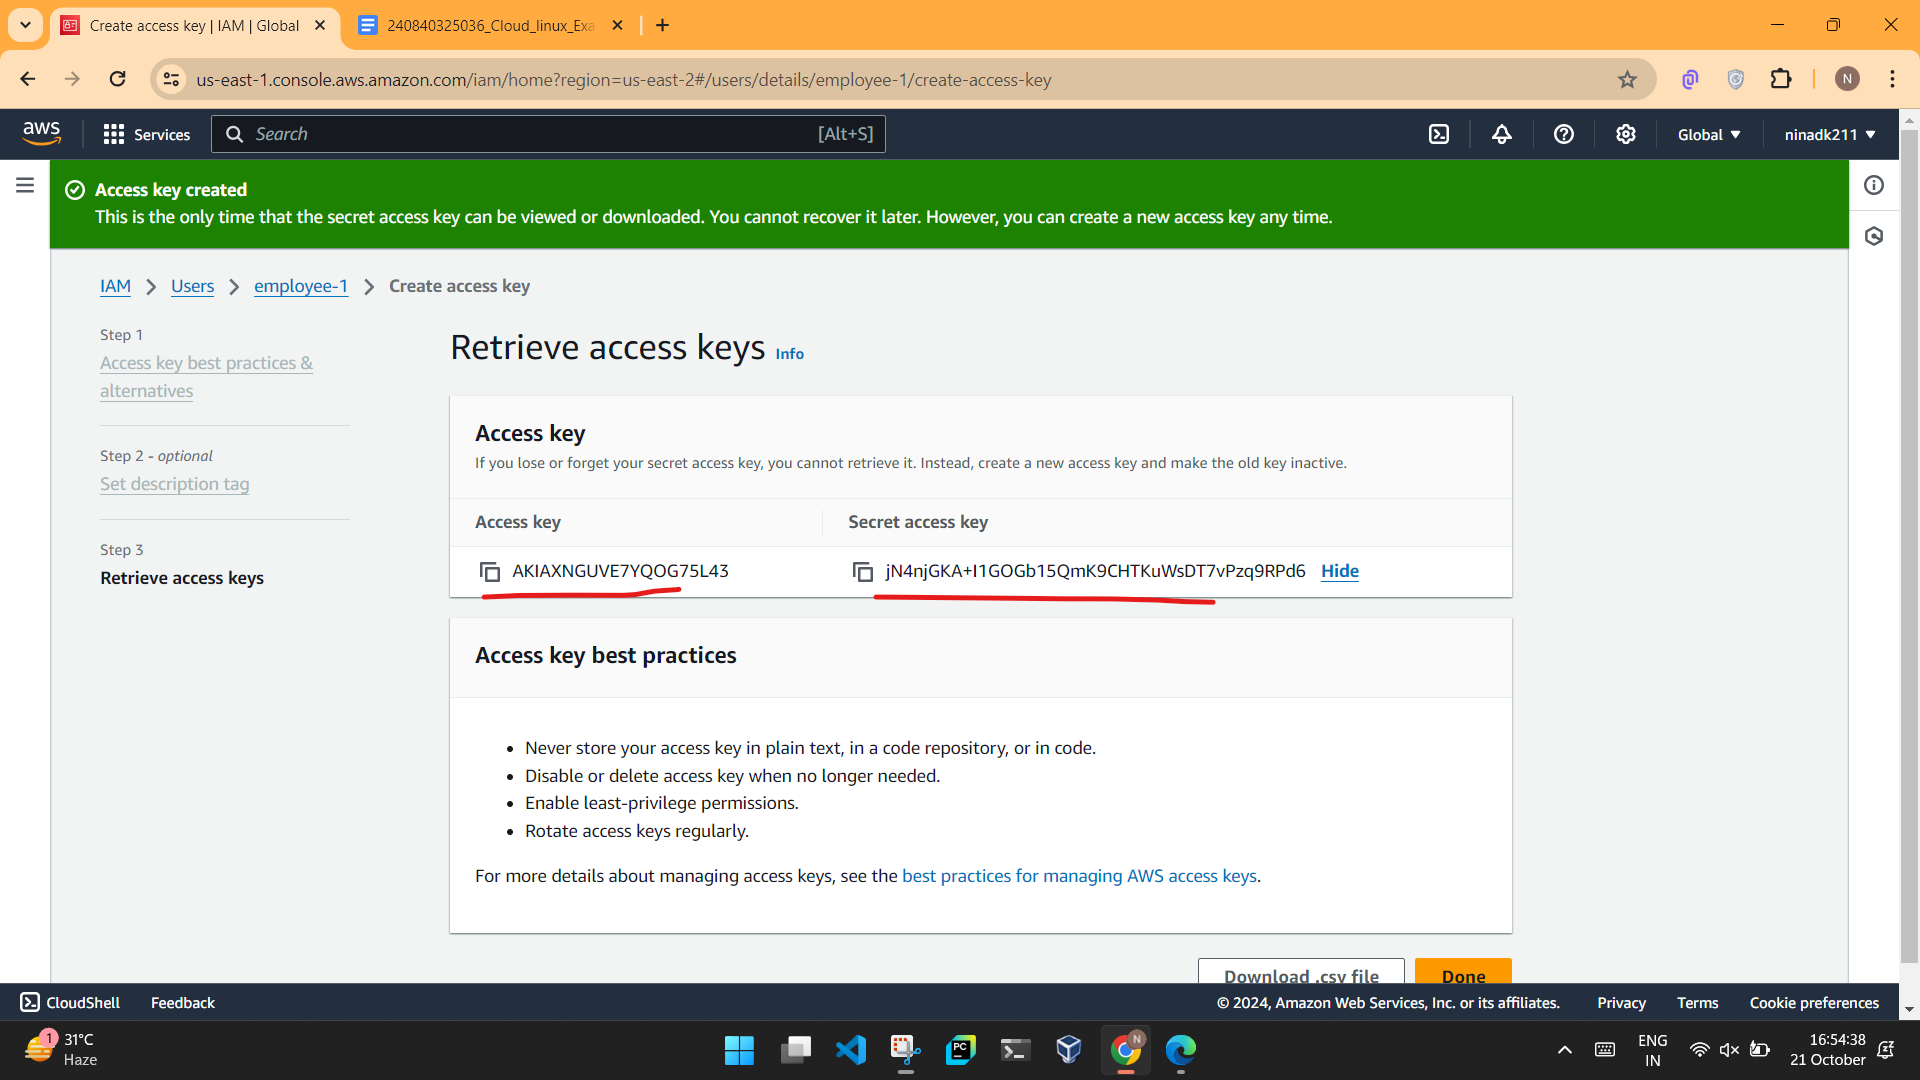 Create access key | IAM | Global
240840325036_Cloud_linux_Exa
us-east-1.console.aws.amazon.com/iam/home?region=us-east-2#/users/details/employee-1/create-access-key
N
aws
Services
Search
[Alt+S]
Global
ninadk211
Access key created
This is the only time that the secret access key can be viewed or downloaded. You cannot recover it later. However, you can create a new access key any time.
IAM > Users > employee-1 > Create access key
Step 1
Access key best practices &
alternatives
Step 2 - optional
Set description tag
Step 3
Retrieve access keys
Retrieve access keys Info
Access key
If you lose or forget your secret access key, you cannot retrieve it. Instead, create a new access key and make the old key inactive.
Access key
Secret access key
AKIAXNGUVE7YQOG75L43
jN4njGKA+I1GOGb15QmK9CHTKuWsDT7vPzq9RPd6
Hide
Access key best practices
• Never store your access key in plain text, in a code repository, or in code.
• Disable or delete access key when no longer needed.
• Enable least-privilege permissions.
• Rotate access keys regularly.
For more details about managing access keys, see the best practices for managing AWS access keys.
Download .csv file
Done
CloudShell
Feedback
© 2024, Amazon Web Services, Inc. or its affiliates.
Privacy
Terms
Cookie preferences
1
31°C
Haze
PC
N
ENG
IN
16:54:38
21 October